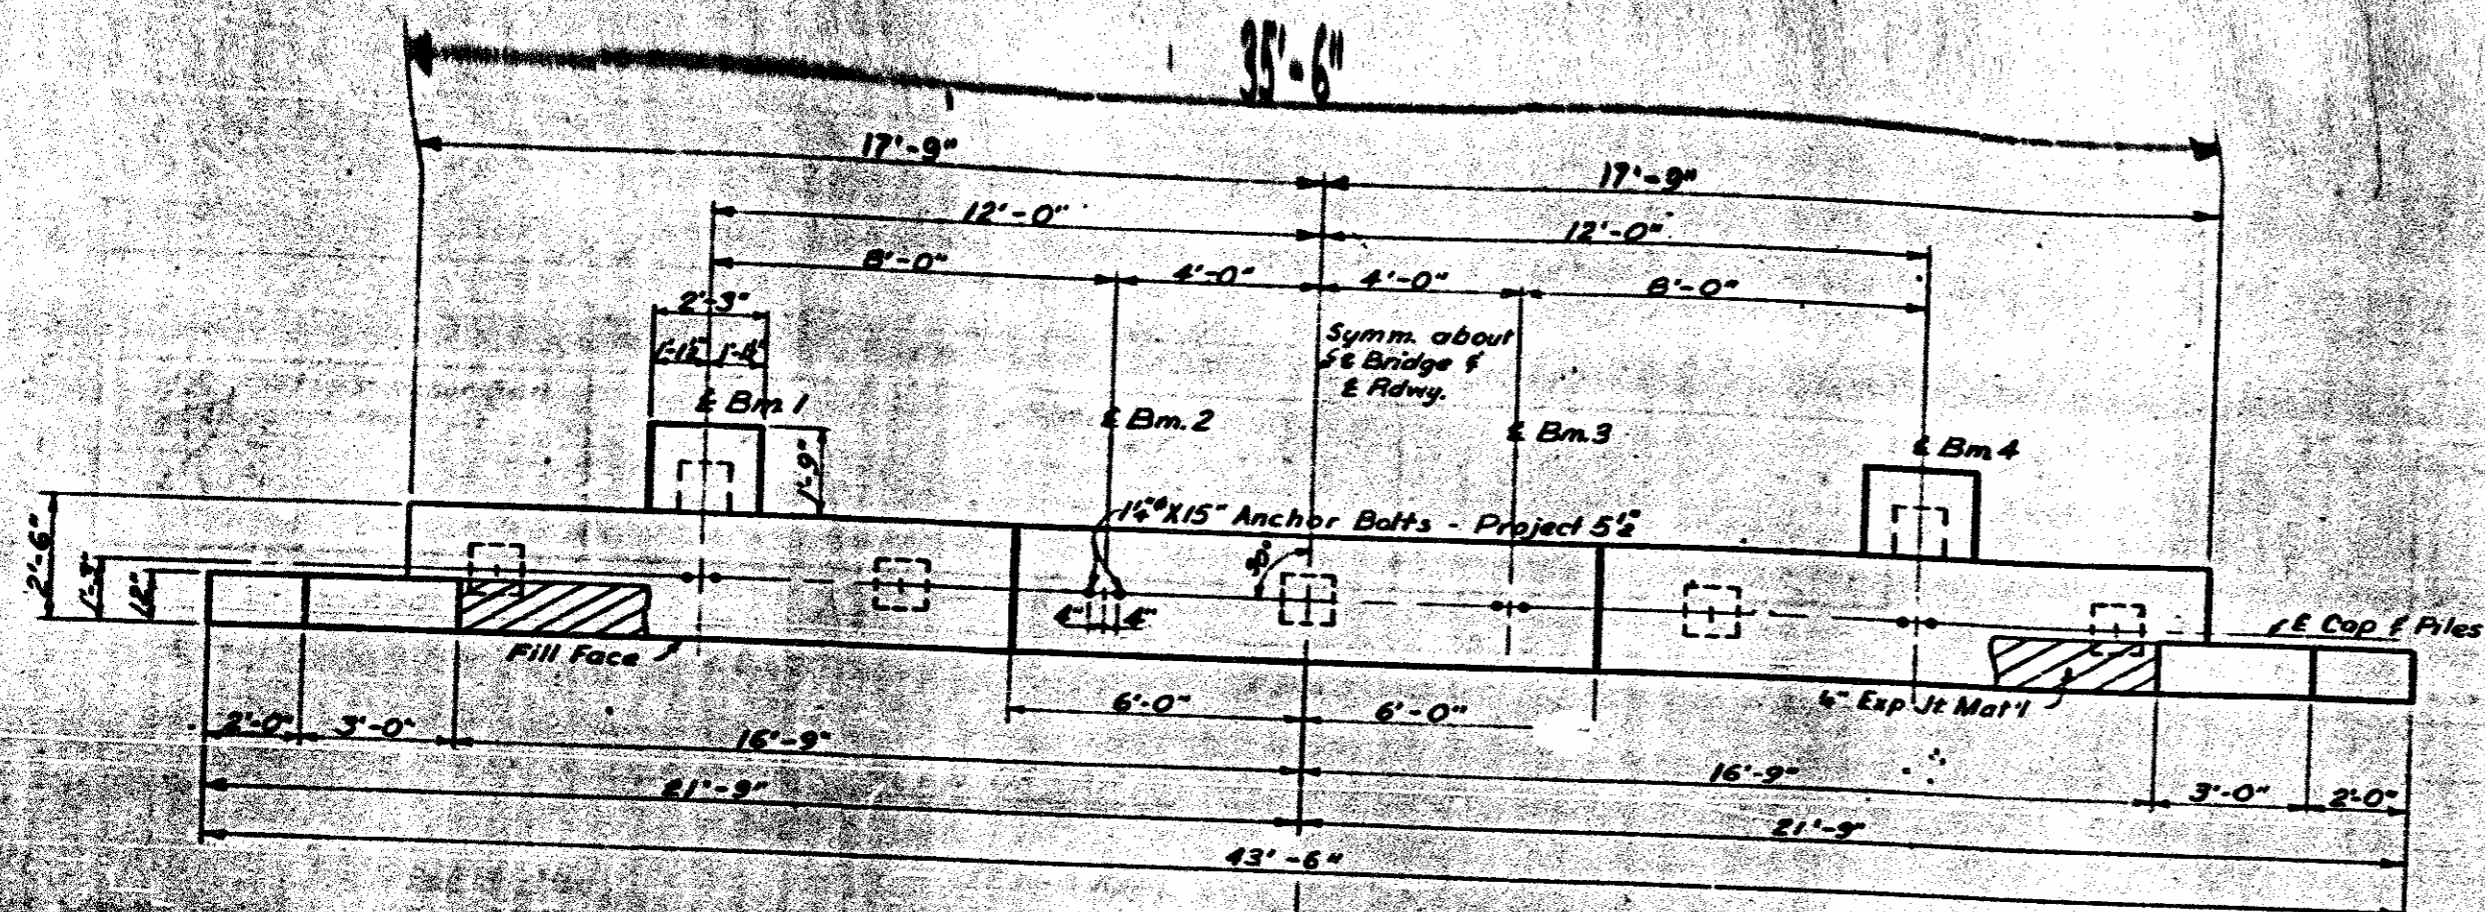 35'-6"
17'-9"
17'-9"
12'-0"
12'-0"
8'-0"
4'-0"
4'-0"
8'-0"
2'-3"
Symm. about
℄ Bridge &
℄ Rdwy.
℄ Bm. 1
℄ Bm. 2
℄ Bm. 3
℄ Bm. 4
1'-9"
1¼"ø X 15" Anchor Bolts - Project 5½"
2'-6"
1'-3"
12"
4"
4"
℄ Cap & Piles
Fill Face
Exp. Jt. Mat'l
6'-0"
6'-0"
2'-0"
3'-0"
16'-9"
16'-9"
3'-0"
2'-0"
21'-9"
21'-9"
43'-6"